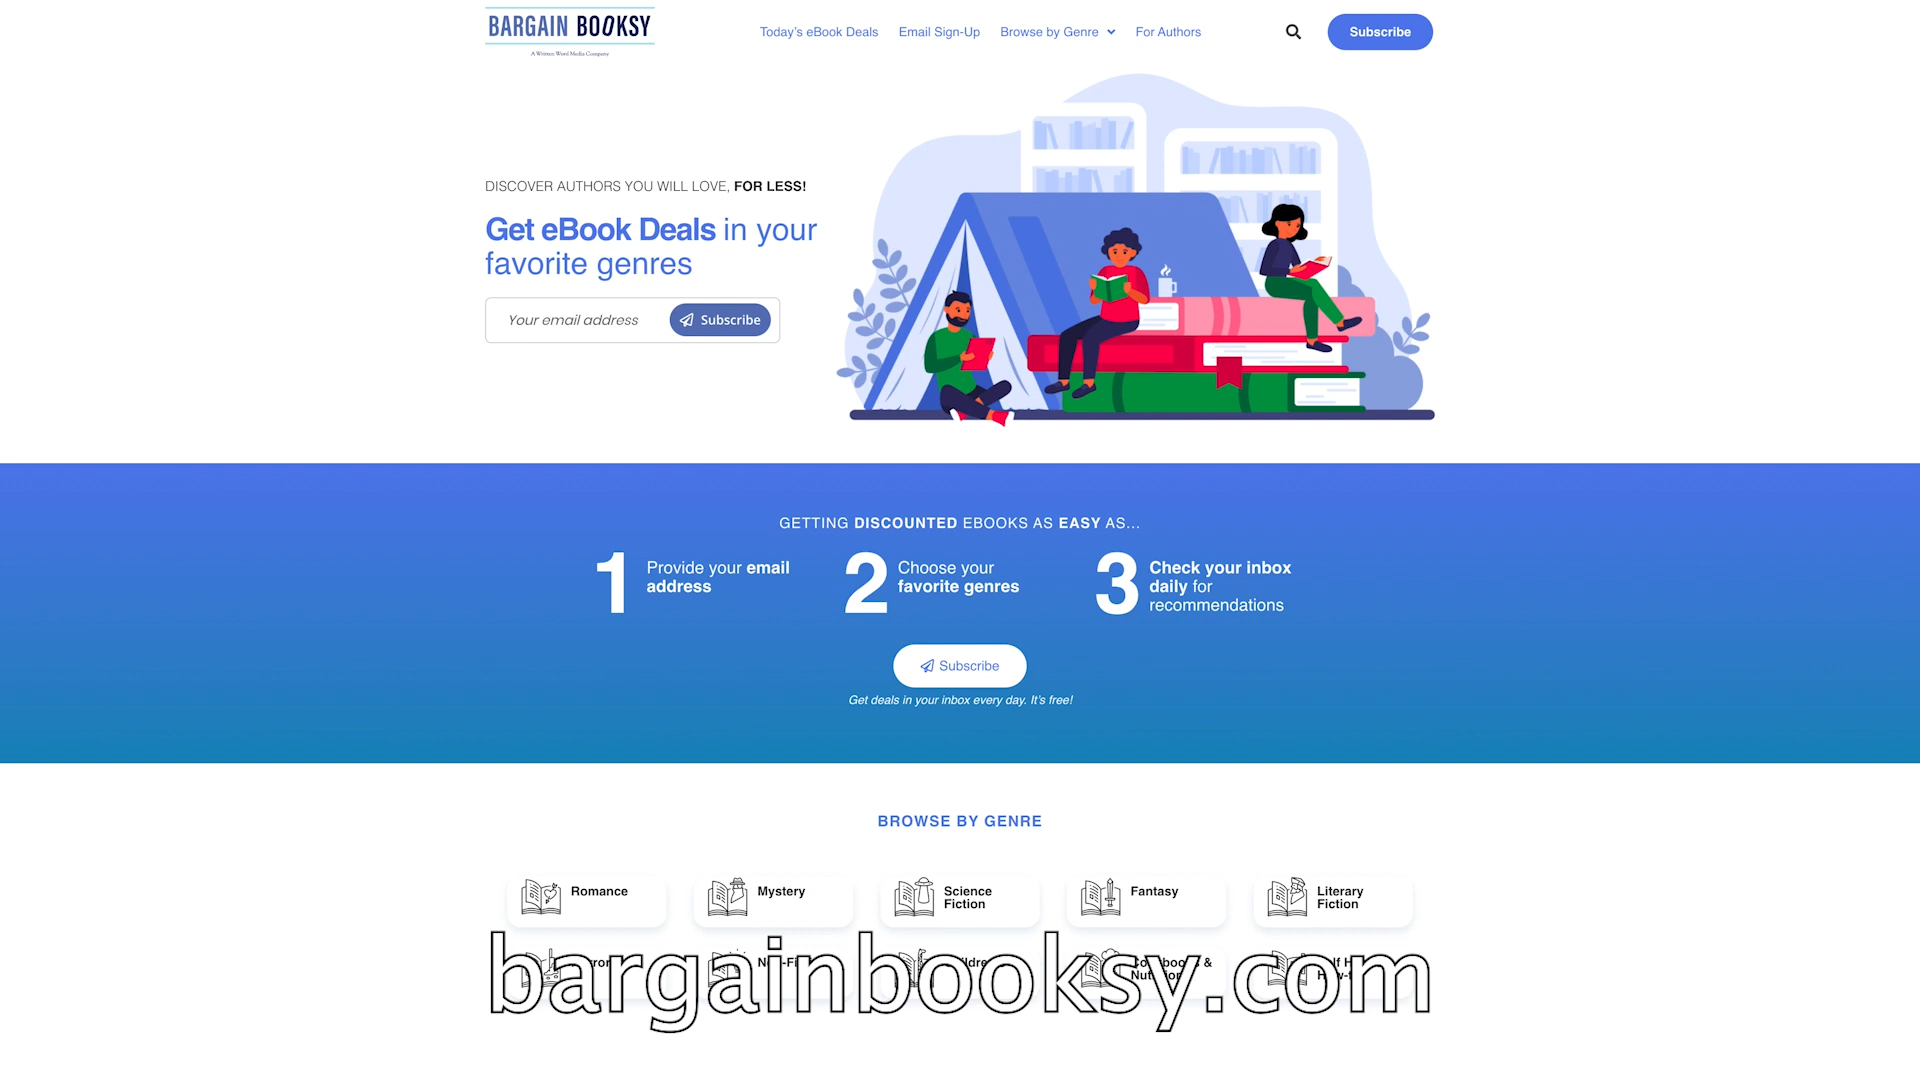 BARGAIN BOOKSY
A Written Word Media Company
Today's eBook Deals
Email Sign-Up
Browse by Genre
For Authors
Subscribe
DISCOVER AUTHORS YOU WILL LOVE, FOR LESS!
Get eBook Deals in your
favorite genres
Your email address
Subscribe
GETTING DISCOUNTED EBOOKS AS EASY AS...
1
Provide your email
address
2
Choose your
favorite genres
3
Check your inbox
daily for
recommendations
Subscribe
Get deals in your inbox every day. It's free!
BROWSE BY GENRE
Romance
Mystery
Science
Fiction
Fantasy
Literary
Fiction
bargainbooksy.com